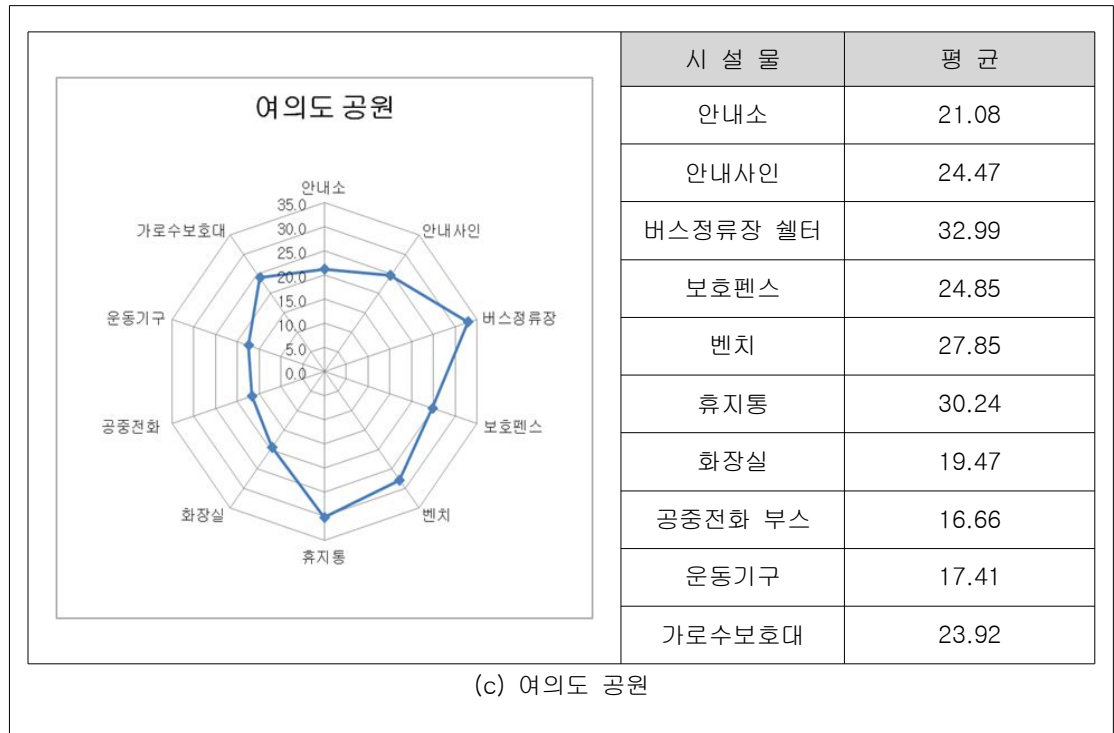 여의도 공원
안내소
35.0
가로수보호대 30.0 안내사인
25.0
20.0
15.0
운동기구 10.0 버스정류장
5.0
0.0
공중전화 보호펜스
화장실 벤치
휴지통
시 설 물 평 균
안내소 21.08
안내사인 24.47
버스정류장 쉘터 32.99
보호펜스 24.85
벤치 27.85
휴지통 30.24
화장실 19.47
공중전화 부스 16.66
운동기구 17.41
가로수보호대 23.92
(c) 여의도 공원